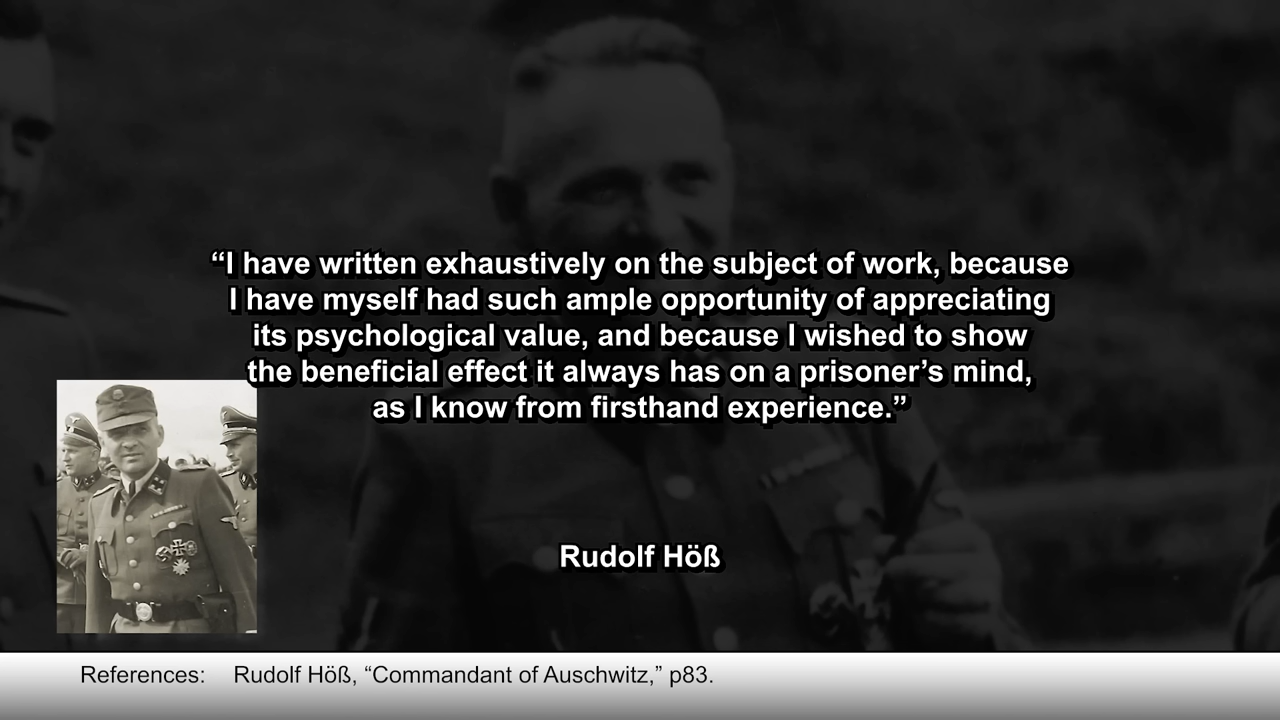 “I have written exhaustively on the subject of work, because
I have myself had such ample opportunity of appreciating
its psychological value, and because I wished to show
the beneficial effect it always has on a prisoner’s mind,
as I know from firsthand experience.”
Rudolf Höß
References: Rudolf Höß, “Commandant of Auschwitz,” p83.